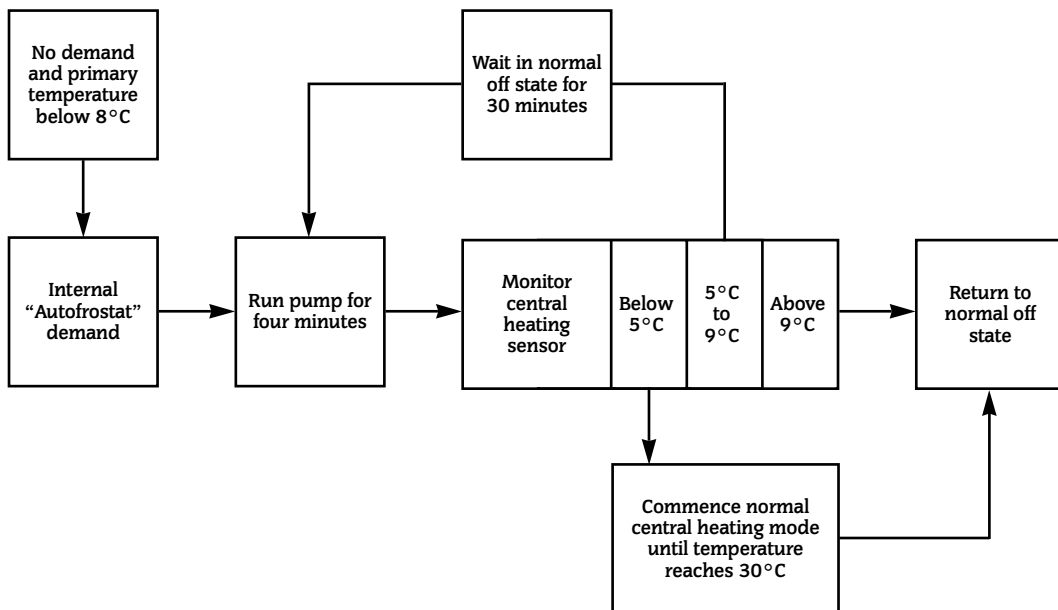 No demand
and primary
temperature
below 8°C
Wait in normal
off state for
30 minutes
Internal
“Autofrostat”
demand
Run pump for
four minutes
Monitor
central
heating
sensor
Below
5°C
5°C
to
9°C
Above
9°C
Return to
normal off
state
Commence normal
central heating mode
until temperature
reaches 30°C